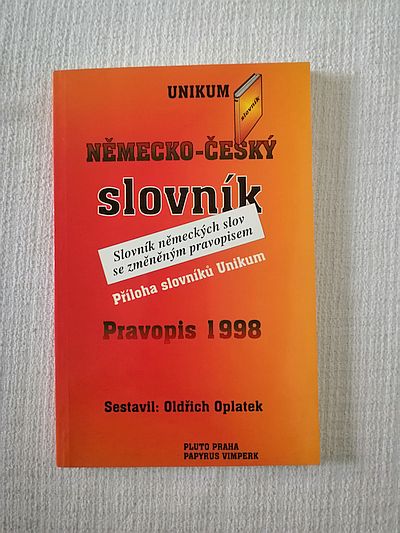 UNIKUM
slovník
NĚMECKO-ČESKÝ
slovník
Slovník německých slov
se změněným pravopisem
Příloha slovníků Unikum
Pravopis 1998
Sestavil: Oldřich Oplatek
PLUTO PRAHA
PAPYRUS VIMPERK